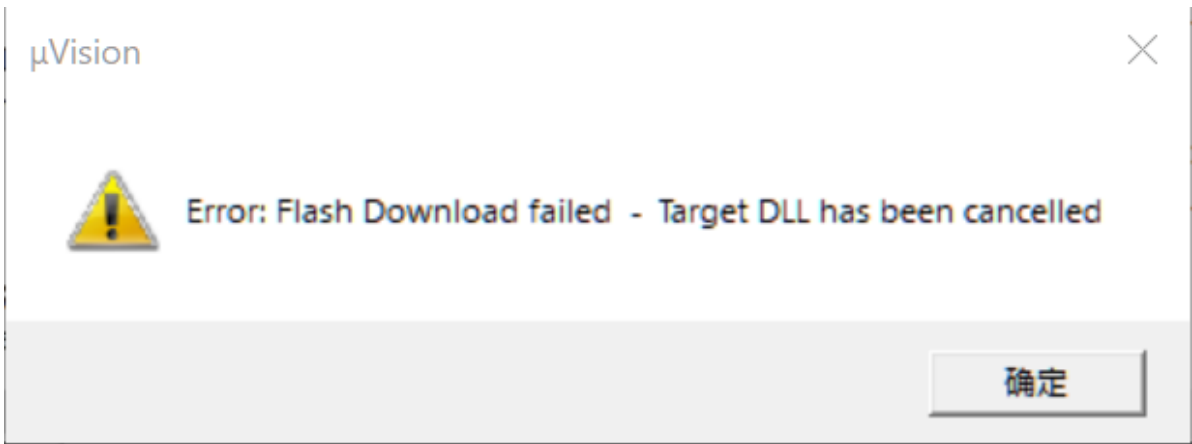 µVision
Error: Flash Download failed - Target DLL has been cancelled
确定